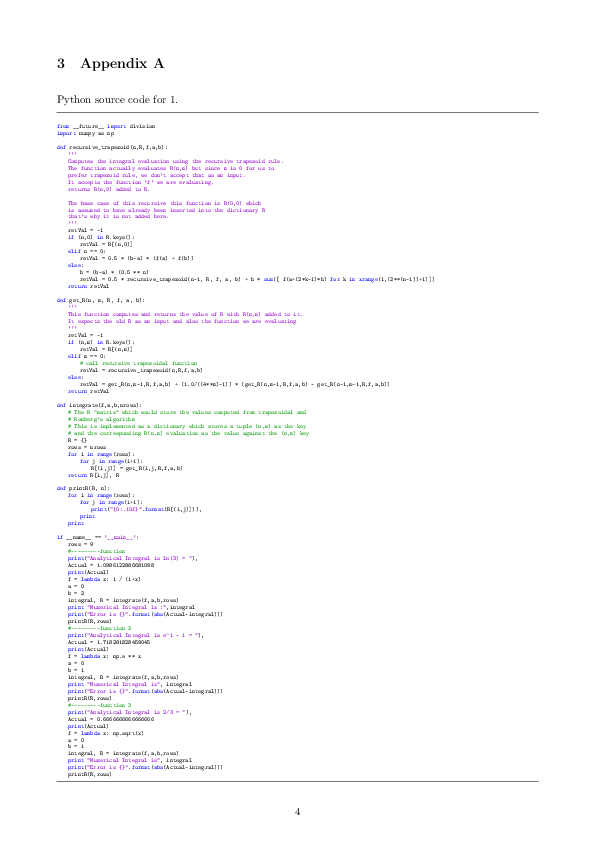 3 Appendix A
Python source code for 1.
from __future__ import division
import numpy as np
def recursive_trapezoid(n,R,f,a,b):
'''
Computes the integral evaluation using the recursive trapezoid rule.
The function actually evaluates R(n,m) but since m is 0 for us to
prefer trapezoid rule, we don't accept that as an input.
It accepts the function 'f' we are evaluating.
returns R(n,0) added to R.
The base case of this recursive this function is R(0,0) which
is assumed to have already been inserted into the dictionary R
that's why it is not added here.
'''
retVal = -1
if (n,0) in R.keys():
retVal = R[(n,0)]
elif n == 0:
retVal = 0.5 * (b-a) * (f(a) + f(b))
else:
h = (b-a) * (0.5 ** n)
retVal = 0.5 * recursive_trapezoid(n-1, R, f, a, b) + h * sum([ f(a+(2*k-1)*h) for k in xrange(1,(2**(n-1))+1)])
return retVal
def get_R(n, m, R, f, a, b):
'''
This function computes and returns the value of R with R(n,m) added to it.
It expects the old R as an input and also the function we are evaluating
'''
retVal = -1
if (n,m) in R.keys():
retVal = R[(n,m)]
elif m == 0:
# call recursive trapezoidal function
retVal = recursive_trapezoid(n,R,f,a,b)
else:
retVal = get_R(n,m-1,R,f,a,b) + (1.0/((4**m)-1)) * (get_R(n,m-1,R,f,a,b) - get_R(n-1,m-1,R,f,a,b))
return retVal
def integrate(f,a,b,nrows):
# The R "matrix" which would store the values computed from trapezoidal and
# Romberg's algorithm
# This is implemented as a dictionary which stores a tuple (n,m) as the key
# and the corresponding R(n,m) evaluation as the value against the (n,m) key
R = {}
rows = nrows
for i in range(rows):
for j in range(i+1):
R[(i,j)] = get_R(i,j,R,f,a,b)
return R[i,j], R
def printR(R, n):
for i in range(rows):
for j in range(i+1):
print("{0:.10f}".format(R[(i,j)])),
print
print
if __name__ == '__main__':
rows = 9
#---------function
print("Analytical Integral is ln(3) = "),
Actual = 1.0986122886681098
print(Actual)
f = lambda x: 1 / (1+x)
a = 0
b = 2
integral, R = integrate(f,a,b,rows)
print "Numerical Integral is :",integral
print("Error is {}".format(abs(Actual-integral)))
printR(R,rows)
#---------function 2
print("Analytical Integral is e^1 - 1 = "),
Actual = 1.718281828459045
print(Actual)
f = lambda x: np.e ** x
a = 0
b = 1
integral, R = integrate(f,a,b,rows)
print "Numerical Integral is", integral
print("Error is {}".format(abs(Actual-integral)))
printR(R,rows)
#---------function 3
print("Analytical Integral is 2/3 = "),
Actual = 0.6666666666666666
print(Actual)
f = lambda x: np.sqrt(x)
a = 0
b = 1
integral, R = integrate(f,a,b,rows)
print "Numerical Integral is", integral
print("Error is {}".format(abs(Actual-integral)))
printR(R,rows)
4